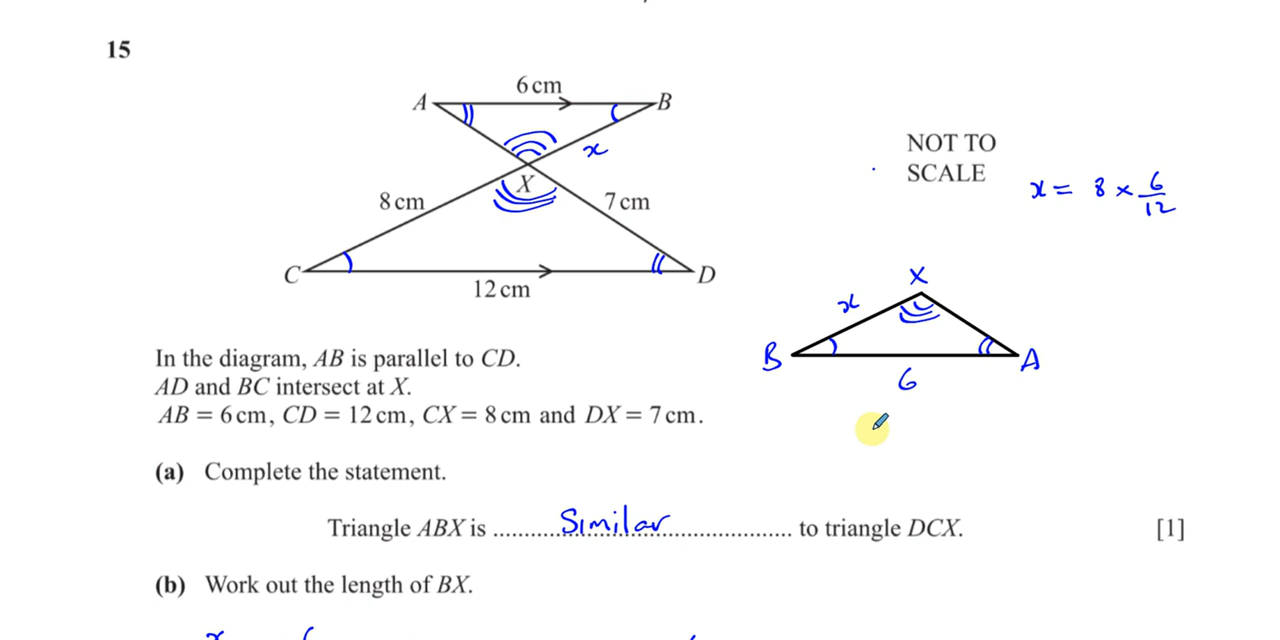 15
6 cm
A
B
x
NOT TO
SCALE
x = 8 × 6/12
8 cm
X
7 cm
C
D
12 cm
X
x
B
A
6
In the diagram, AB is parallel to CD.
AD and BC intersect at X.
AB = 6 cm, CD = 12 cm, CX = 8 cm and DX = 7 cm.
(a) Complete the statement.
Triangle ABX is ........Similar........ to triangle DCX. [1]
(b) Work out the length of BX.